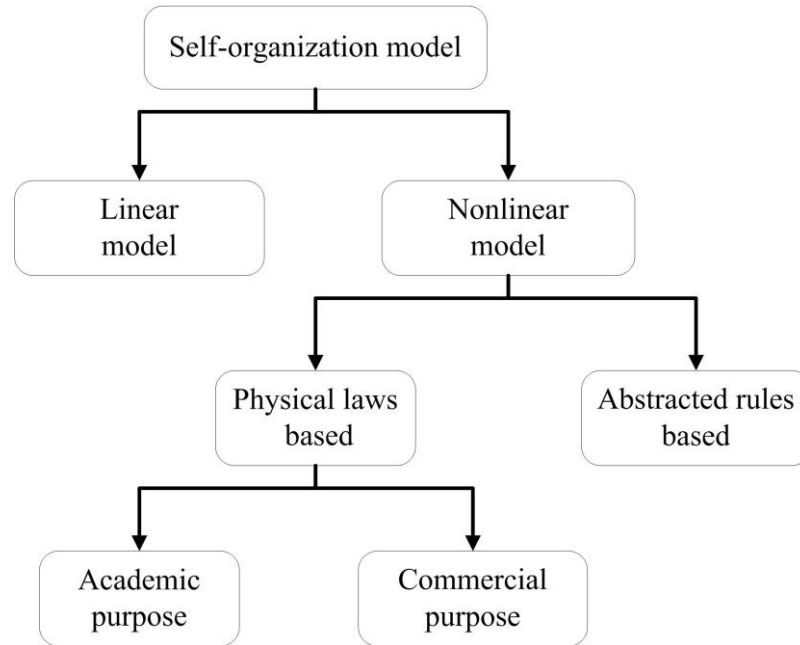 Self-organization model
Linear
model
Nonlinear
model
Physical laws
based
Abstracted rules
based
Academic
purpose
Commercial
purpose